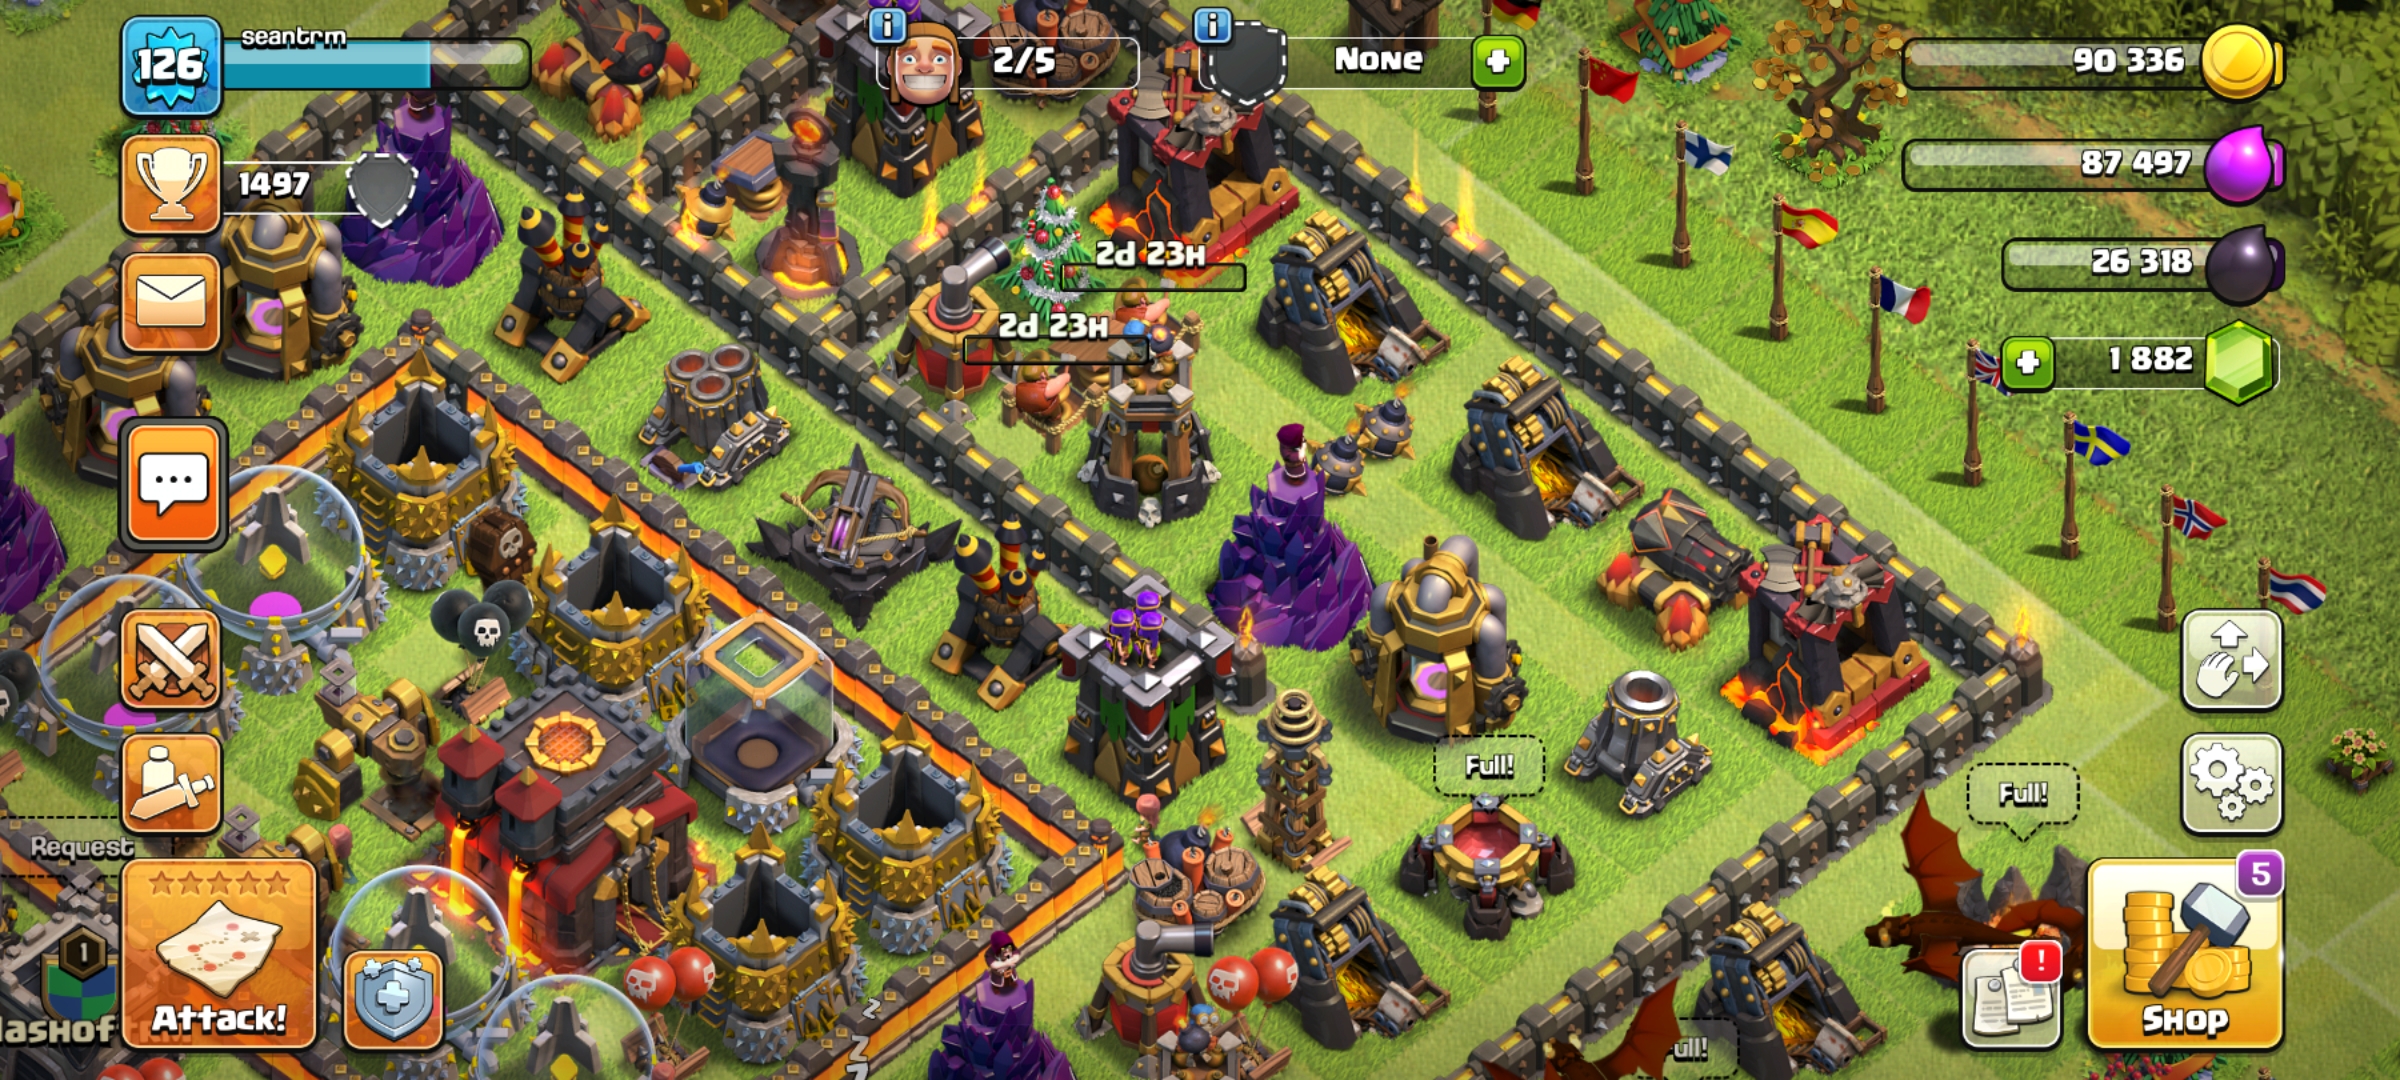 126
seantrm
2/5
None
90 336
1497
87 497
2d 23h
26 318
2d 23h
1 882
Full!
Full!
Request
5
1
Attack!
Shop
!
z
z
z